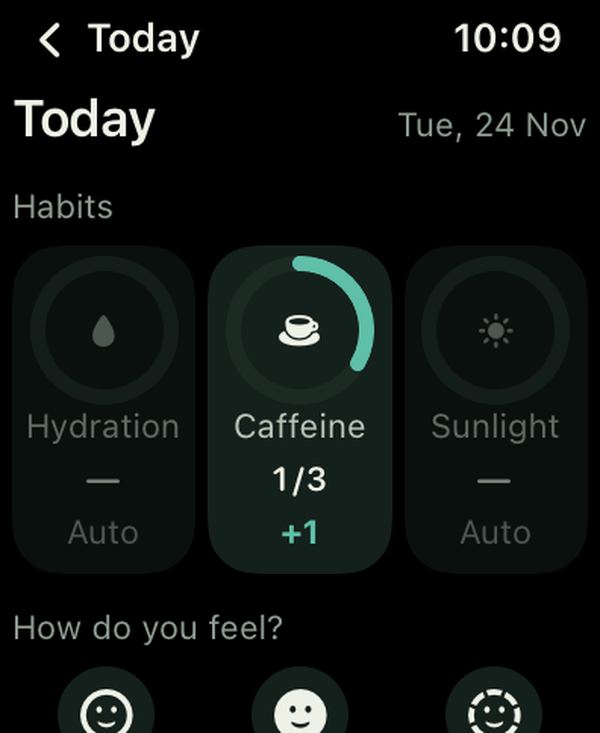 Today 10:09
Today Tue, 24 Nov
Habits
Hydration Caffeine Sunlight
— 1/3 —
Auto +1 Auto
How do you feel?